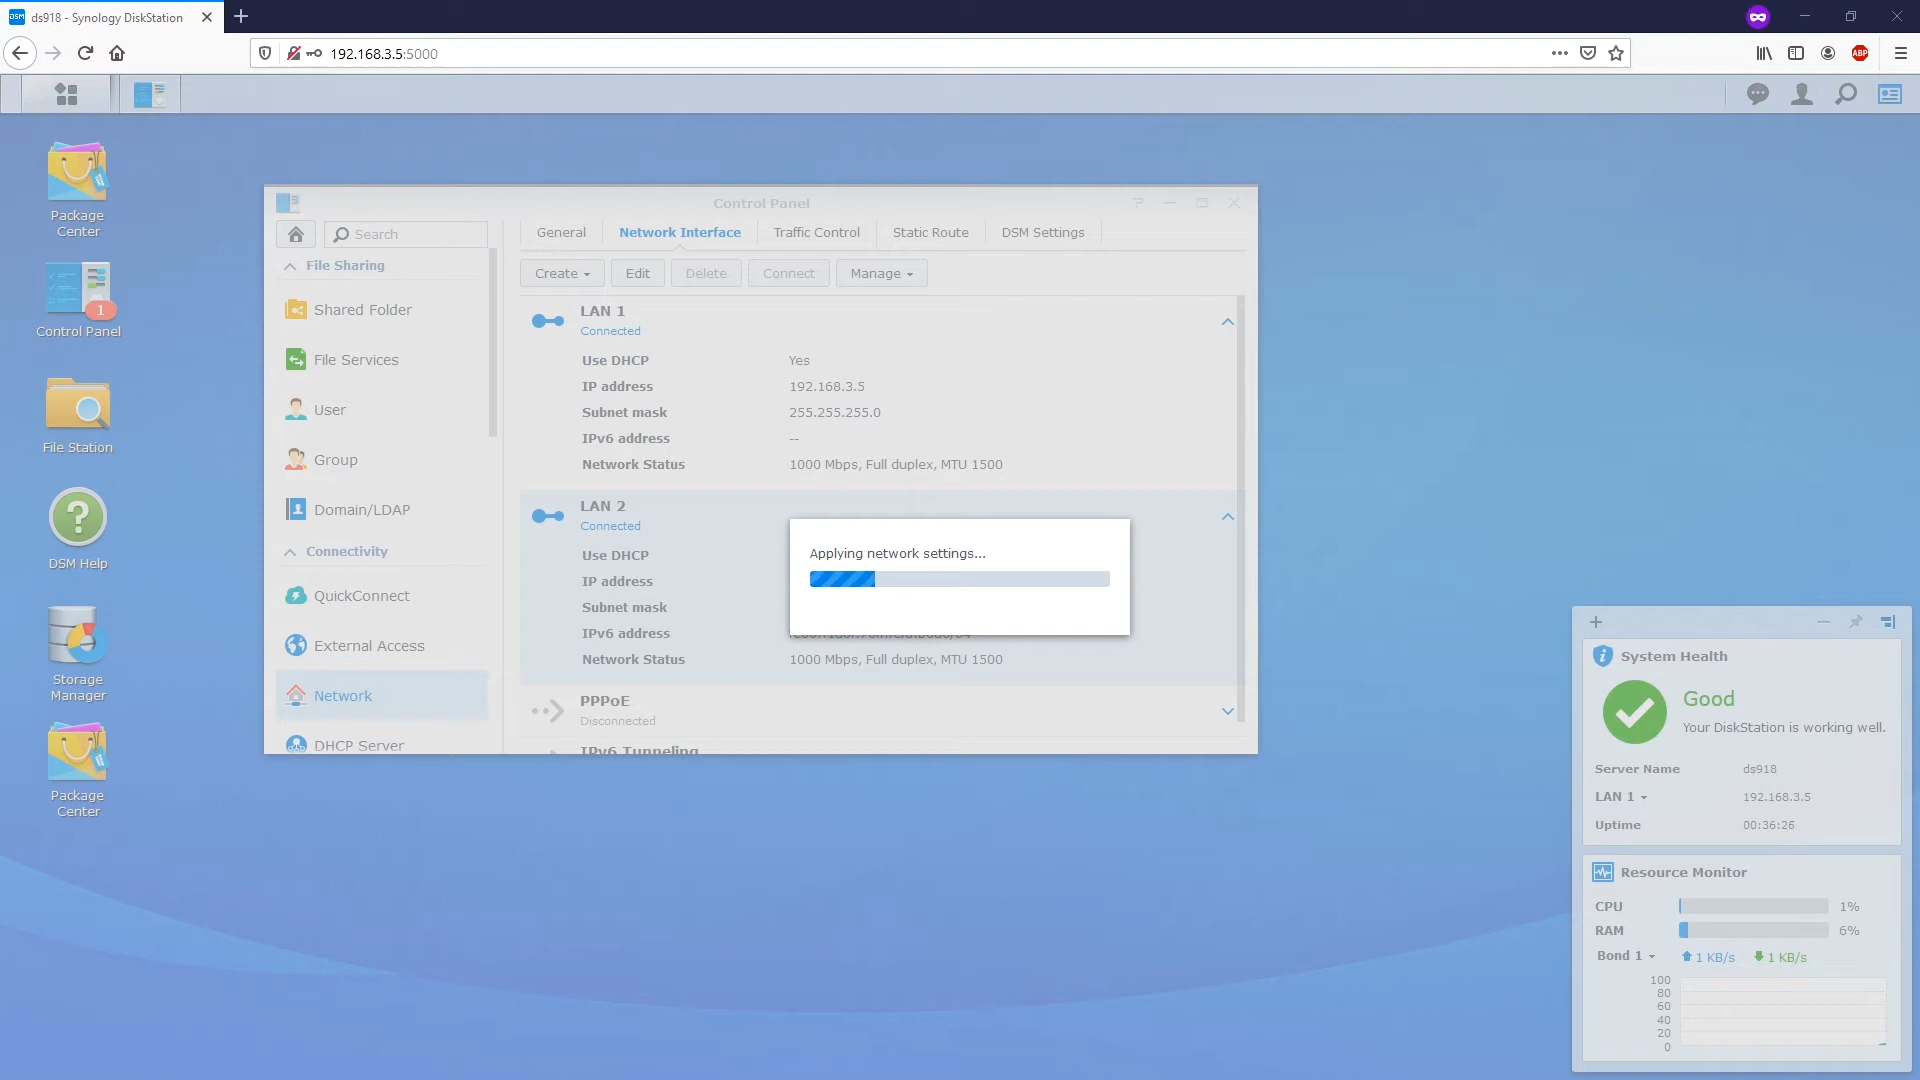 ds918 - Synology DiskStation
192.168.3.5:5000
ABP
Package
Center
1
Control Panel
File Station
DSM Help
Storage
Manager
Package
Center
Control Panel
Search
File Sharing
Shared Folder
File Services
User
Group
Domain/LDAP
Connectivity
QuickConnect
External Access
Network
DHCP Server
General
Network Interface
Traffic Control
Static Route
DSM Settings
Create
Edit
Delete
Connect
Manage
LAN 1
Connected
Use DHCP Yes
IP address 192.168.3.5
Subnet mask 255.255.255.0
IPv6 address --
Network Status 1000 Mbps, Full duplex, MTU 1500
LAN 2
Connected
Use DHCP
IP address
Subnet mask
IPv6 address
Network Status 1000 Mbps, Full duplex, MTU 1500
PPPoE
Disconnected
IPv6 Tunneling
Applying network settings...
System Health
Good
Your DiskStation is working well.
Server Name ds918
LAN 1 192.168.3.5
Uptime 00:36:26
Resource Monitor
CPU 1%
RAM 6%
Bond 1 1 KB/s 1 KB/s
100
80
60
40
20
0